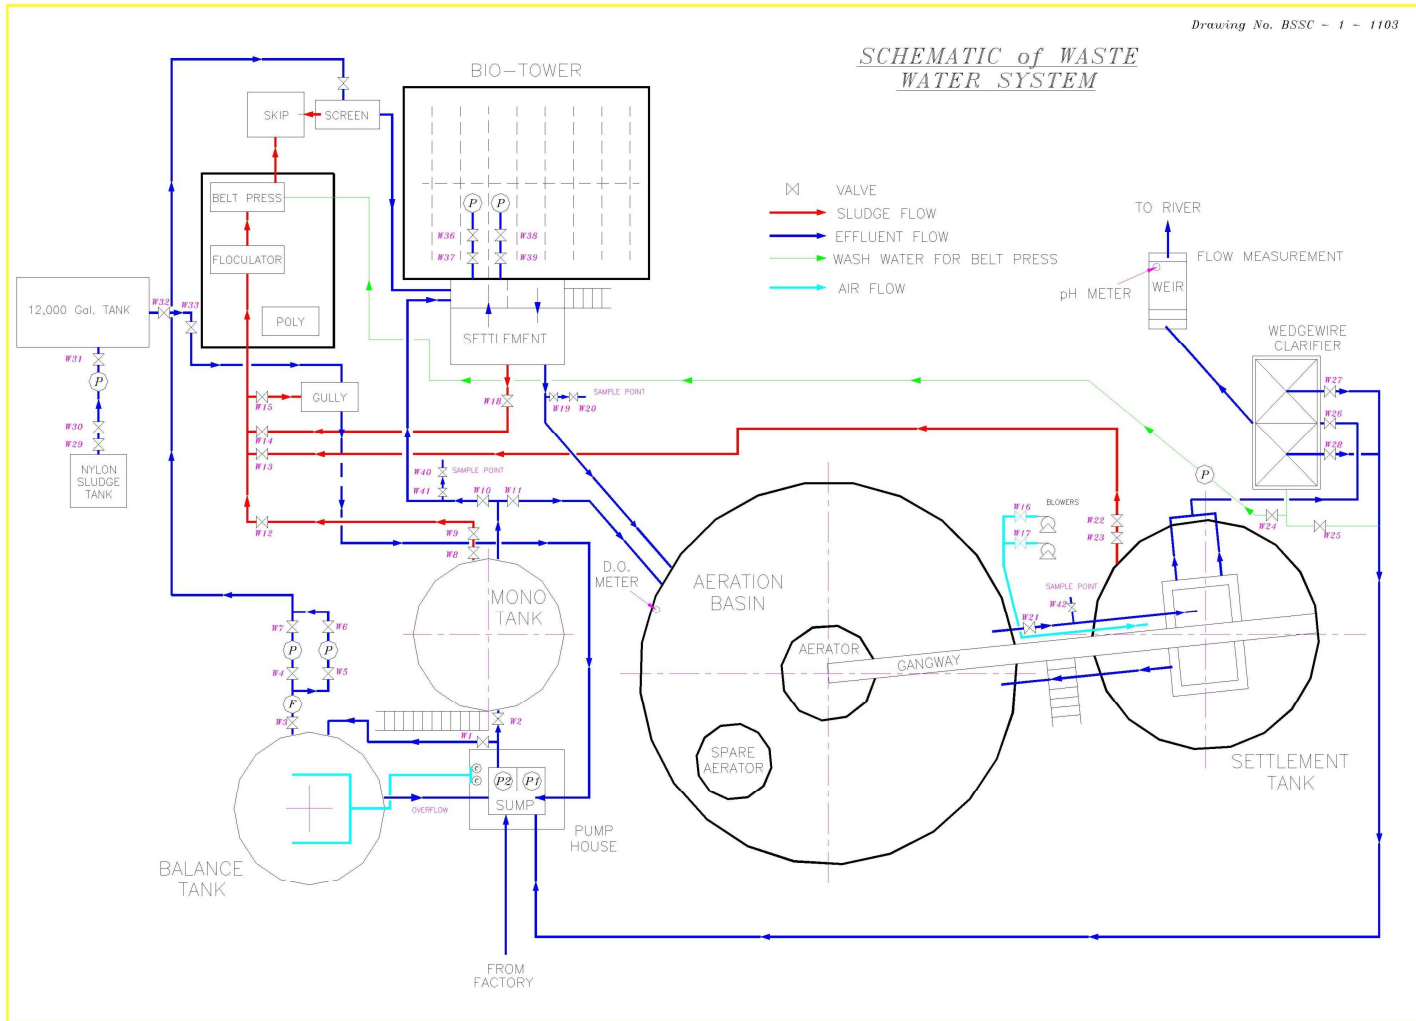 Drawing No. BSSC - 1 - 1103
SCHEMATIC of WASTE
WATER SYSTEM
BIO-TOWER
SKIP
SCREEN
BELT PRESS
FLOCULATOR
POLY
12,000 Gal. TANK
W32
W33
W31
P
W30
W29
NYLON
SLUDGE
TANK
W15
GULLY
W14
W13
W12
P
P
W36
W38
W37
W39
SETTLEMENT
W18
W19
W20
SAMPLE POINT
W40
SAMPLE POINT
W41
W10
W11
W9
W8
MONO
TANK
D.O.
METER
VALVE
SLUDGE FLOW
EFFLUENT FLOW
WASH WATER FOR BELT PRESS
AIR FLOW
TO RIVER
FLOW MEASUREMENT
WEIR
pH METER
WEDGEWIRE
CLARIFIER
W27
W26
W28
P
W24
W25
W16
BLOWERS
W17
W22
W23
AERATION
BASIN
SAMPLE POINT
W42
W21
AERATOR
GANGWAY
SPARE
AERATOR
SETTLEMENT
TANK
W7
W6
P
P
W4
W5
F
W3
W1
W2
C
C
P2
P1
SUMP
OVERFLOW
PUMP
HOUSE
BALANCE
TANK
FROM
FACTORY